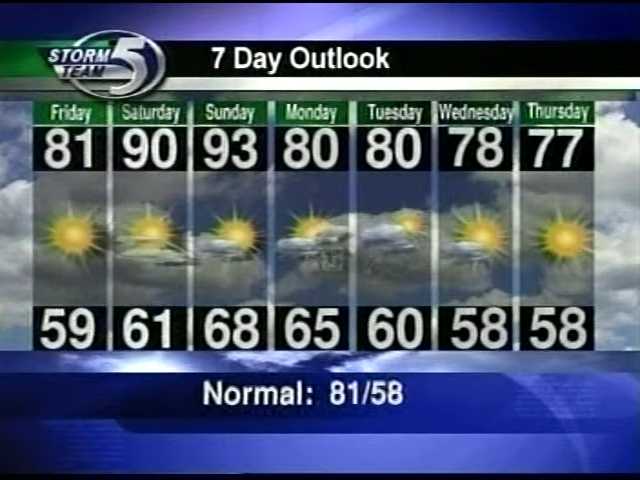 STORM
TEAM 5
7 Day Outlook
Friday Saturday Sunday Monday Tuesday Wednesday Thursday
81 90 93 80 80 78 77
59 61 68 65 60 58 58
Normal: 81/58